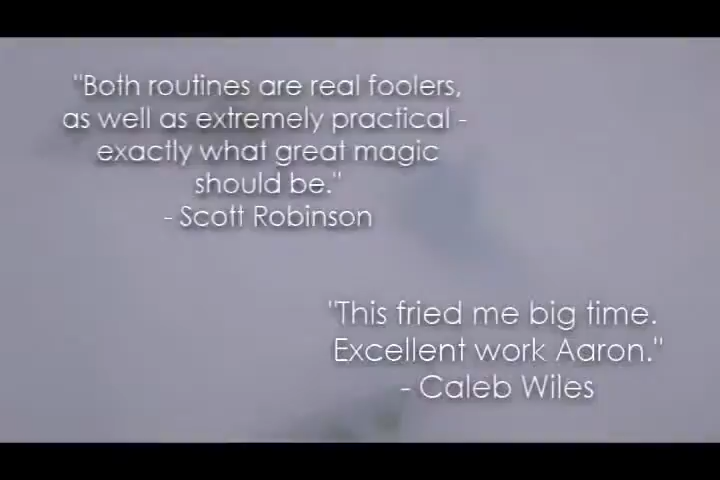 "Both routines are real foolers,
as well as extremely practical -
exactly what great magic
should be."
- Scott Robinson
"This fried me big time.
Excellent work Aaron."
- Caleb Wiles